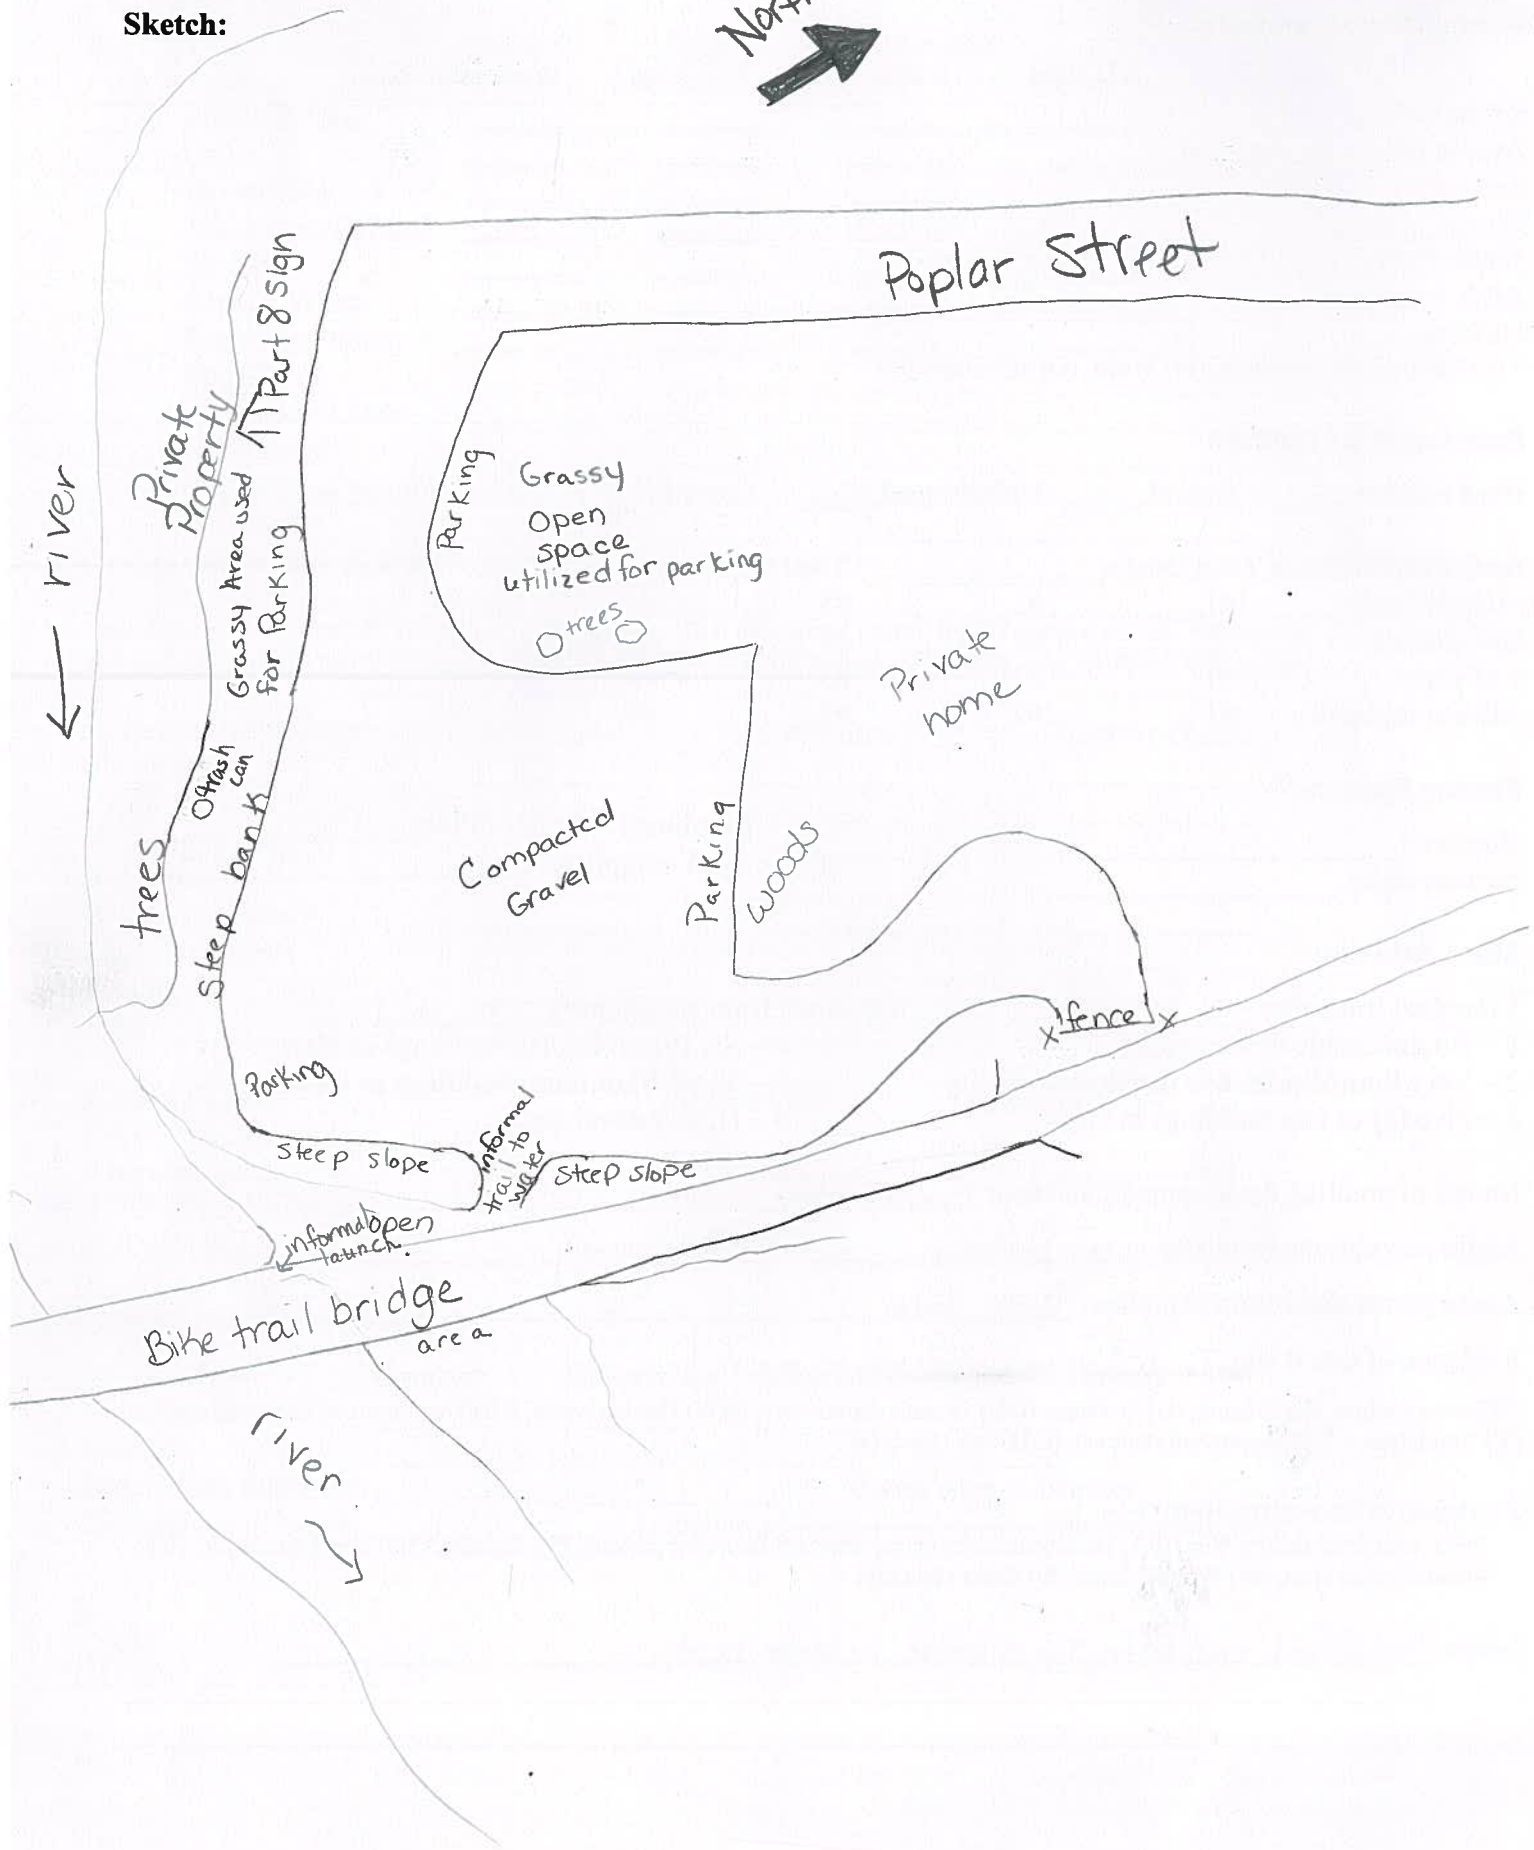 Sketch:
North
Poplar Street
Part 8 sign
Private
Property
river
Grassy Area used
for Parking
Parking
Grassy
Open
space
utilized for parking
trees
Private
home
trash
can
trees
Steep bank
Compacted
Gravel
Parking
Woods
fence
x
x
Parking
Steep slope
informal
trail to
water
Steep slope
informal open
launch.
Bike trail bridge
area
river